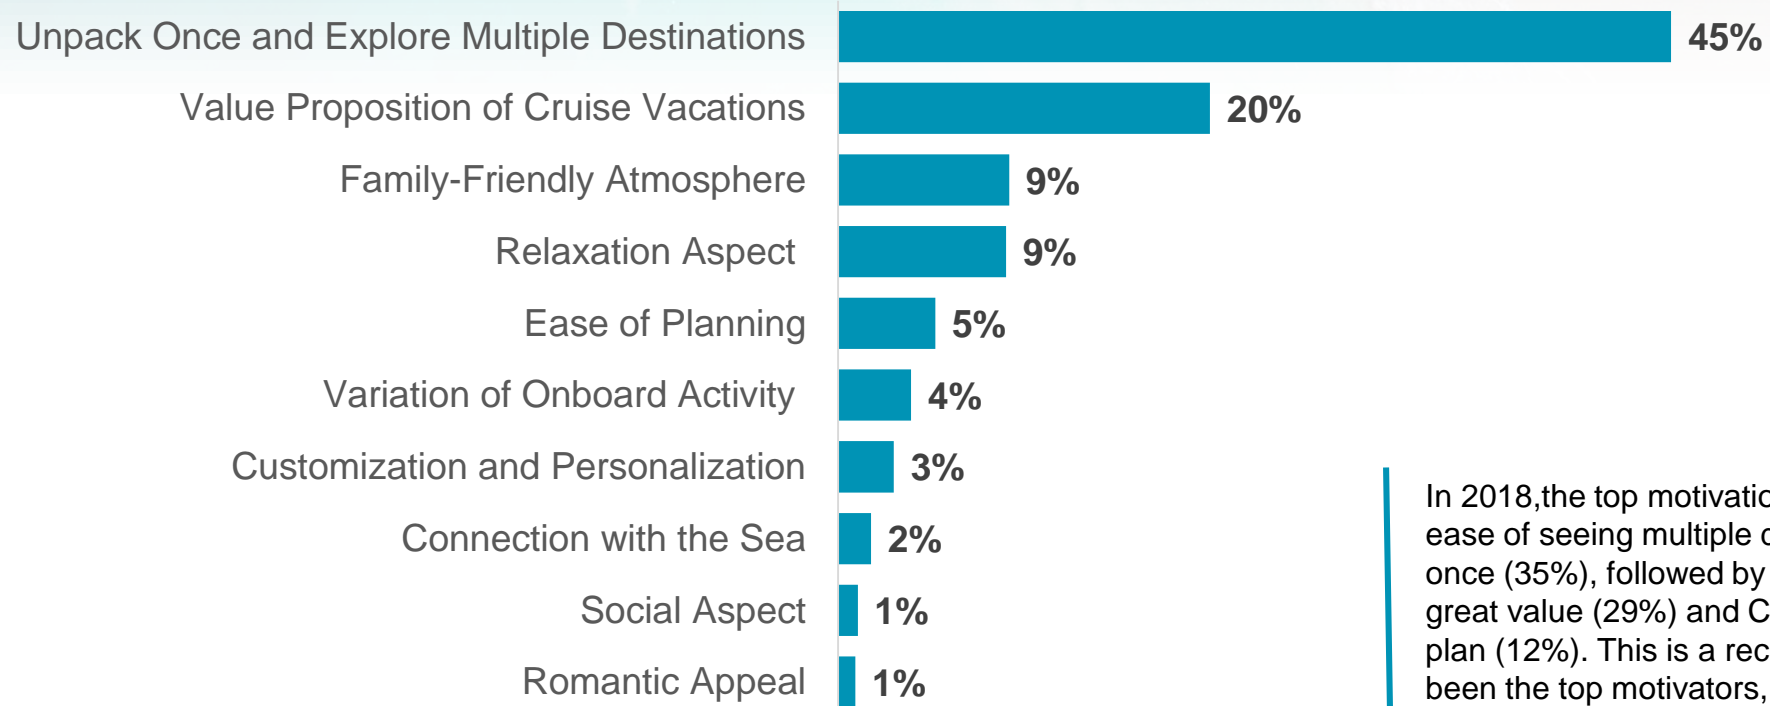 Unpack Once and Explore Multiple Destinations 45%
Value Proposition of Cruise Vacations 20%
Family-Friendly Atmosphere 9%
Relaxation Aspect 9%
Ease of Planning 5%
Variation of Onboard Activity 4%
Customization and Personalization 3%
Connection with the Sea 2%
Social Aspect 1%
Romantic Appeal 1%
In 2018,the top
ease of seeing multiple
once (35%), followed by
great value (29%) and
plan (12%). This is a
been the top motivators,